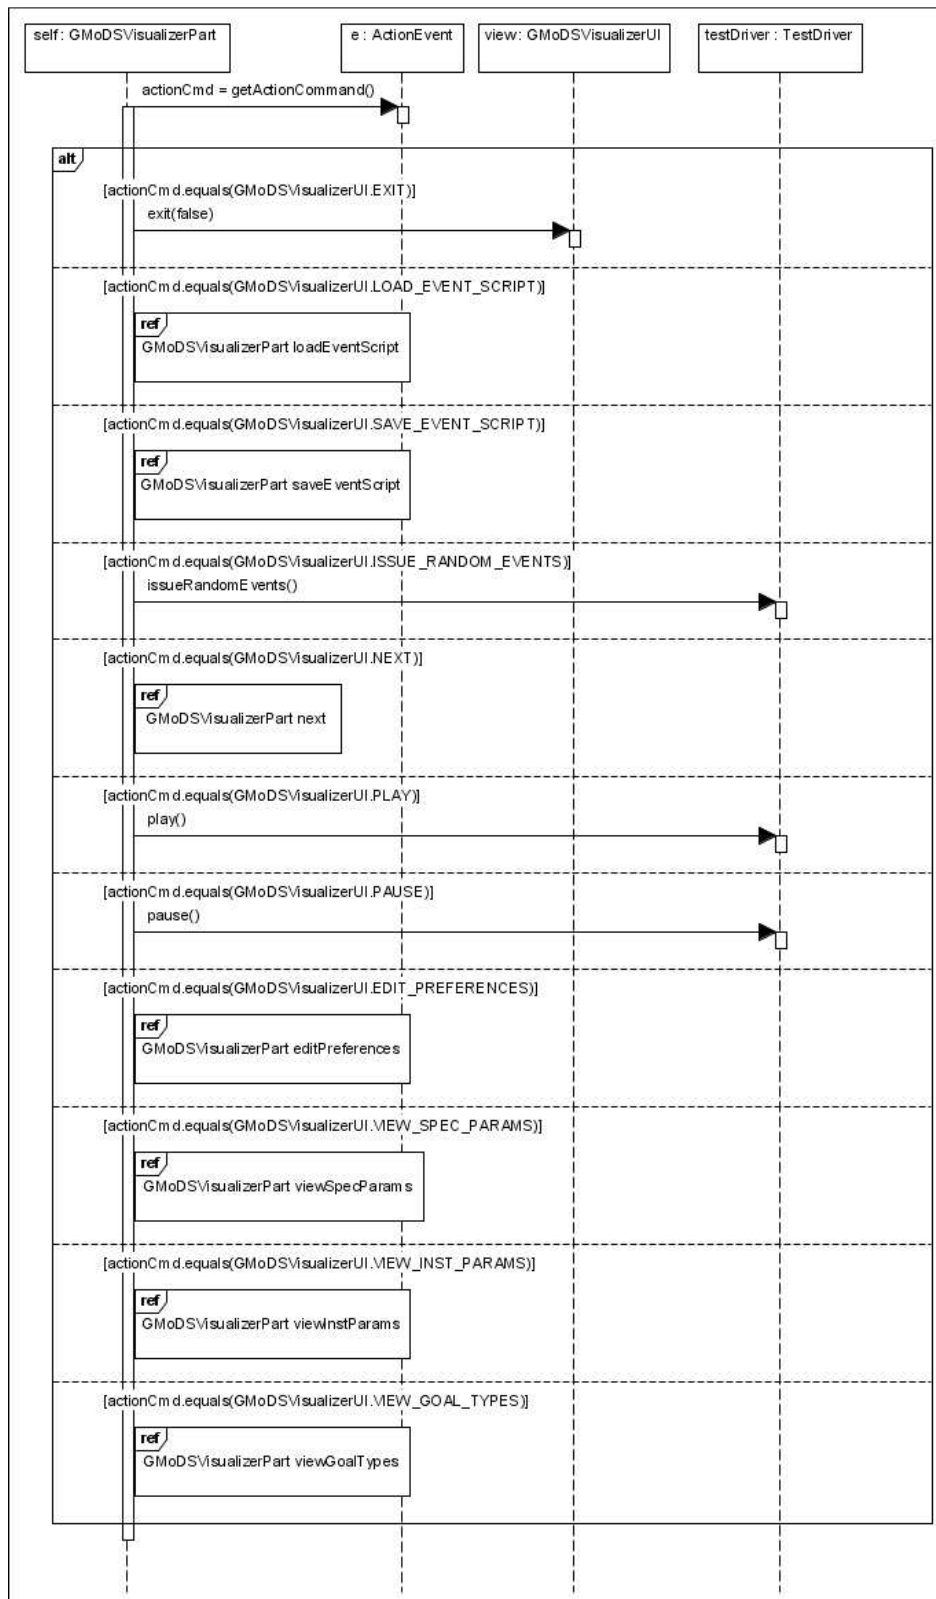 self : GMoDSVisualizerPart
e : ActionEvent
view : GMoDSVisualizerUI
testDriver : TestDriver
actionCmd = getActionCommand()
alt
[actionCmd.equals(GMoDSVisualizerUI.EXIT)]
exit(false)
[actionCmd.equals(GMoDSVisualizerUI.LOAD_EVENT_SCRIPT)]
ref
GMoDSVisualizerPart loadEventScript
[actionCmd.equals(GMoDSVisualizerUI.SAVE_EVENT_SCRIPT)]
ref
GMoDSVisualizerPart saveEventScript
[actionCmd.equals(GMoDSVisualizerUI.ISSUE_RANDOM_EVENTS)]
issueRandomEvents()
[actionCmd.equals(GMoDSVisualizerUI.NEXT)]
ref
GMoDSVisualizerPart next
[actionCmd.equals(GMoDSVisualizerUI.PLAY)]
play()
[actionCmd.equals(GMoDSVisualizerUI.PAUSE)]
pause()
[actionCmd.equals(GMoDSVisualizerUI.EDIT_PREFERENCES)]
ref
GMoDSVisualizerPart editPreferences
[actionCmd.equals(GMoDSVisualizerUI.VIEW_SPEC_PARAMS)]
ref
GMoDSVisualizerPart viewSpecParams
[actionCmd.equals(GMoDSVisualizerUI.VIEW_INST_PARAMS)]
ref
GMoDSVisualizerPart viewInstParams
[actionCmd.equals(GMoDSVisualizerUI.VIEW_GOAL_TYPES)]
ref
GMoDSVisualizerPart viewGoalTypes